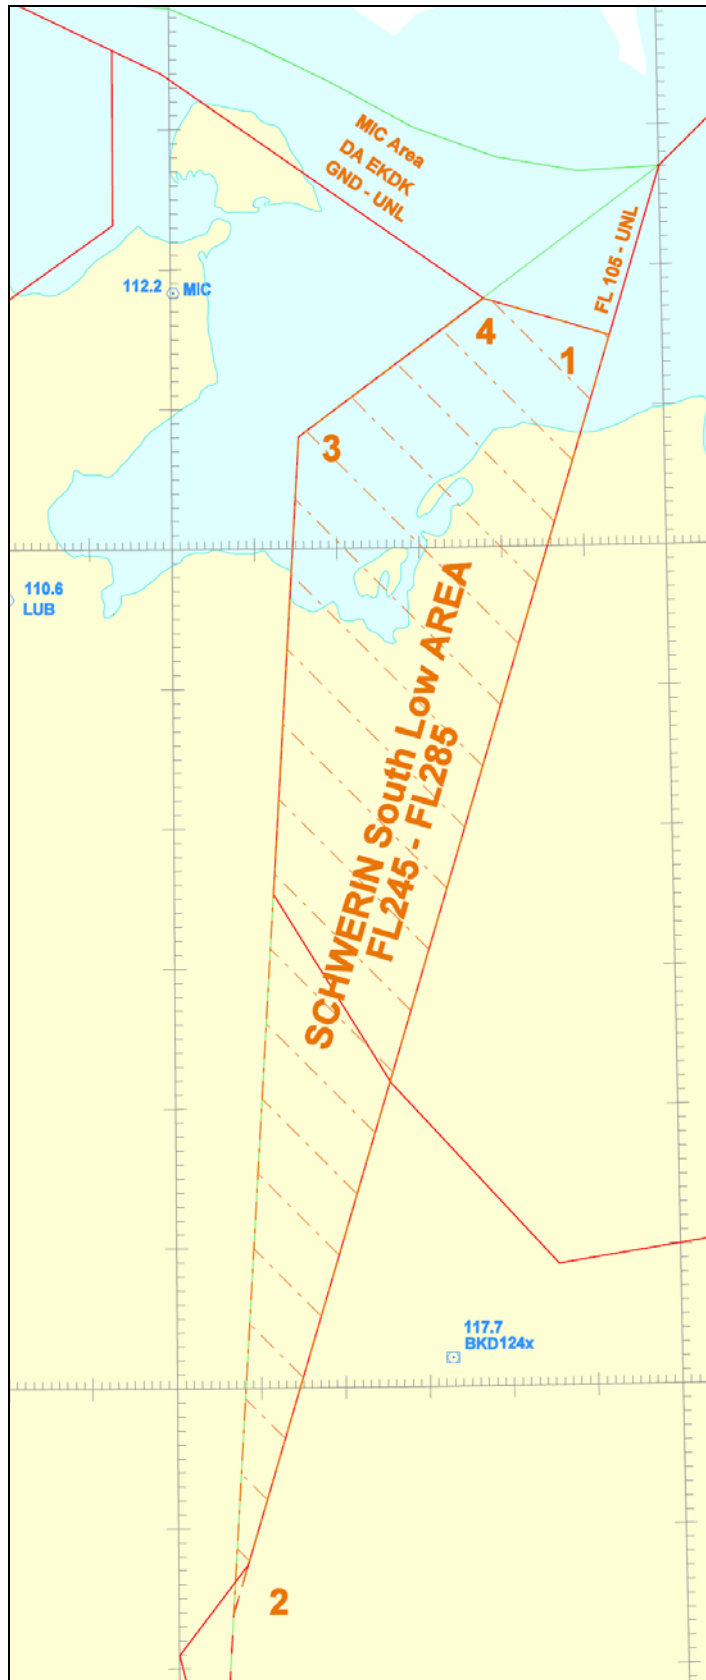 MIC Area
DA EKDK
GND - UNL
FL 105 - UNL
112.2 MIC
4
1
3
110.6
LUB
SCHWERIN South Low AREA
FL245 - FL285
117.7
BKD124x
2